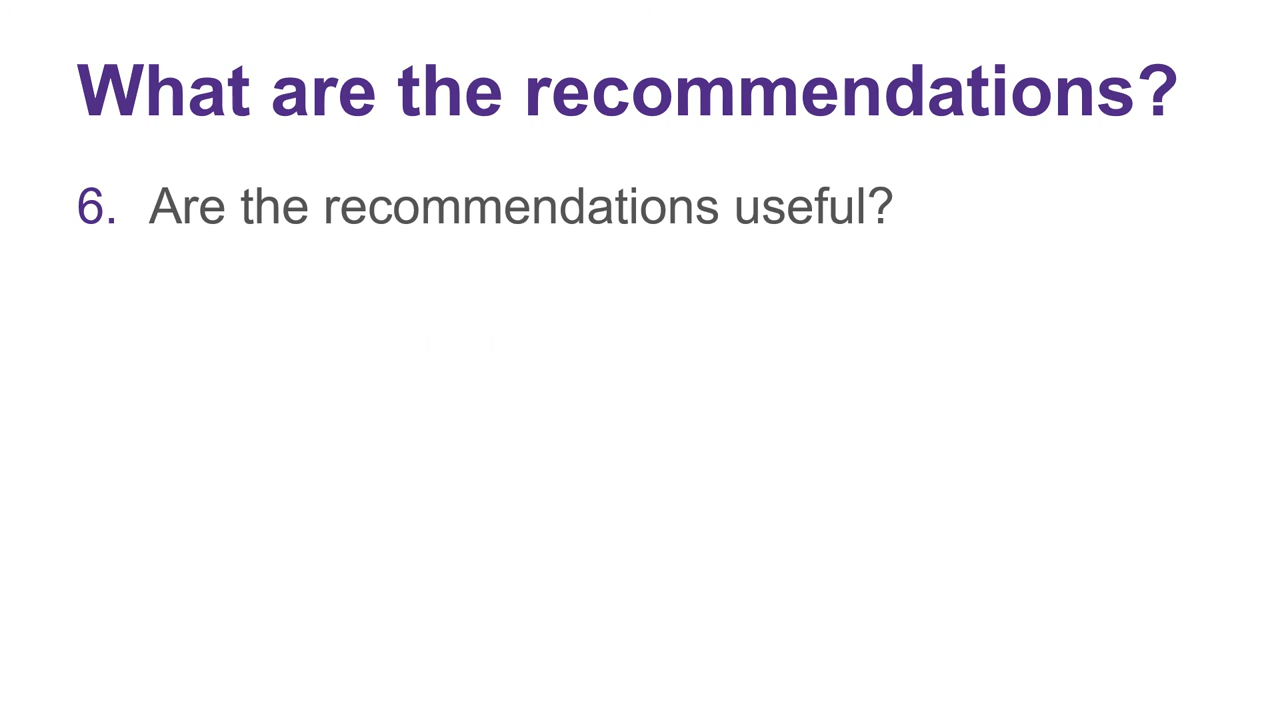 What are the recommendations?
6. Are the recommendations useful?